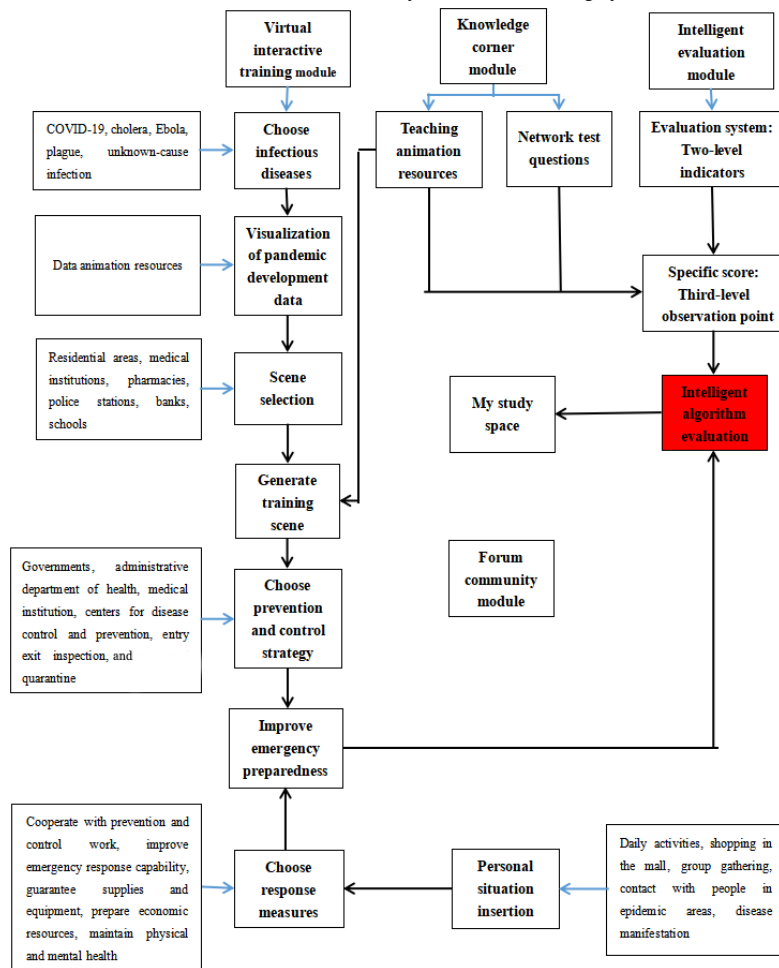 Virtual
interactive
training module
Knowledge
corner
module
Intelligent
evaluation
module
COVID-19, cholera, Ebola,
plague, unknown-cause
infection
Choose
infectious
diseases
Teaching
animation
resources
Network test
questions
Evaluation system:
Two-level
indicators
Data animation resources
Visualization
of pandemic
development
data
Specific score:
Third-level
observation
point
Residential areas, medical
institutions, pharmacies,
police stations, banks,
schools
Scene
selection
My study
space
Intelligent
algorithm
evaluation
Generate
training
scene
Governments, administrative
department of health, medical
institution, centers for disease
control and prevention, entry
exit inspection, and
quarantine
Choose
prevention
and control
strategy
Forum
community
module
Improve
emergency
preparedness
Cooperate with prevention and
control work, improve
emergency response capability,
guarantee supplies and
equipment, prepare economic
resources, maintain physical
and mental health
Choose
response
measures
Personal
situation
insertion
Daily activities, shopping in
the mall, group gathering,
contact with people in
epidemic areas, disease
manifestation